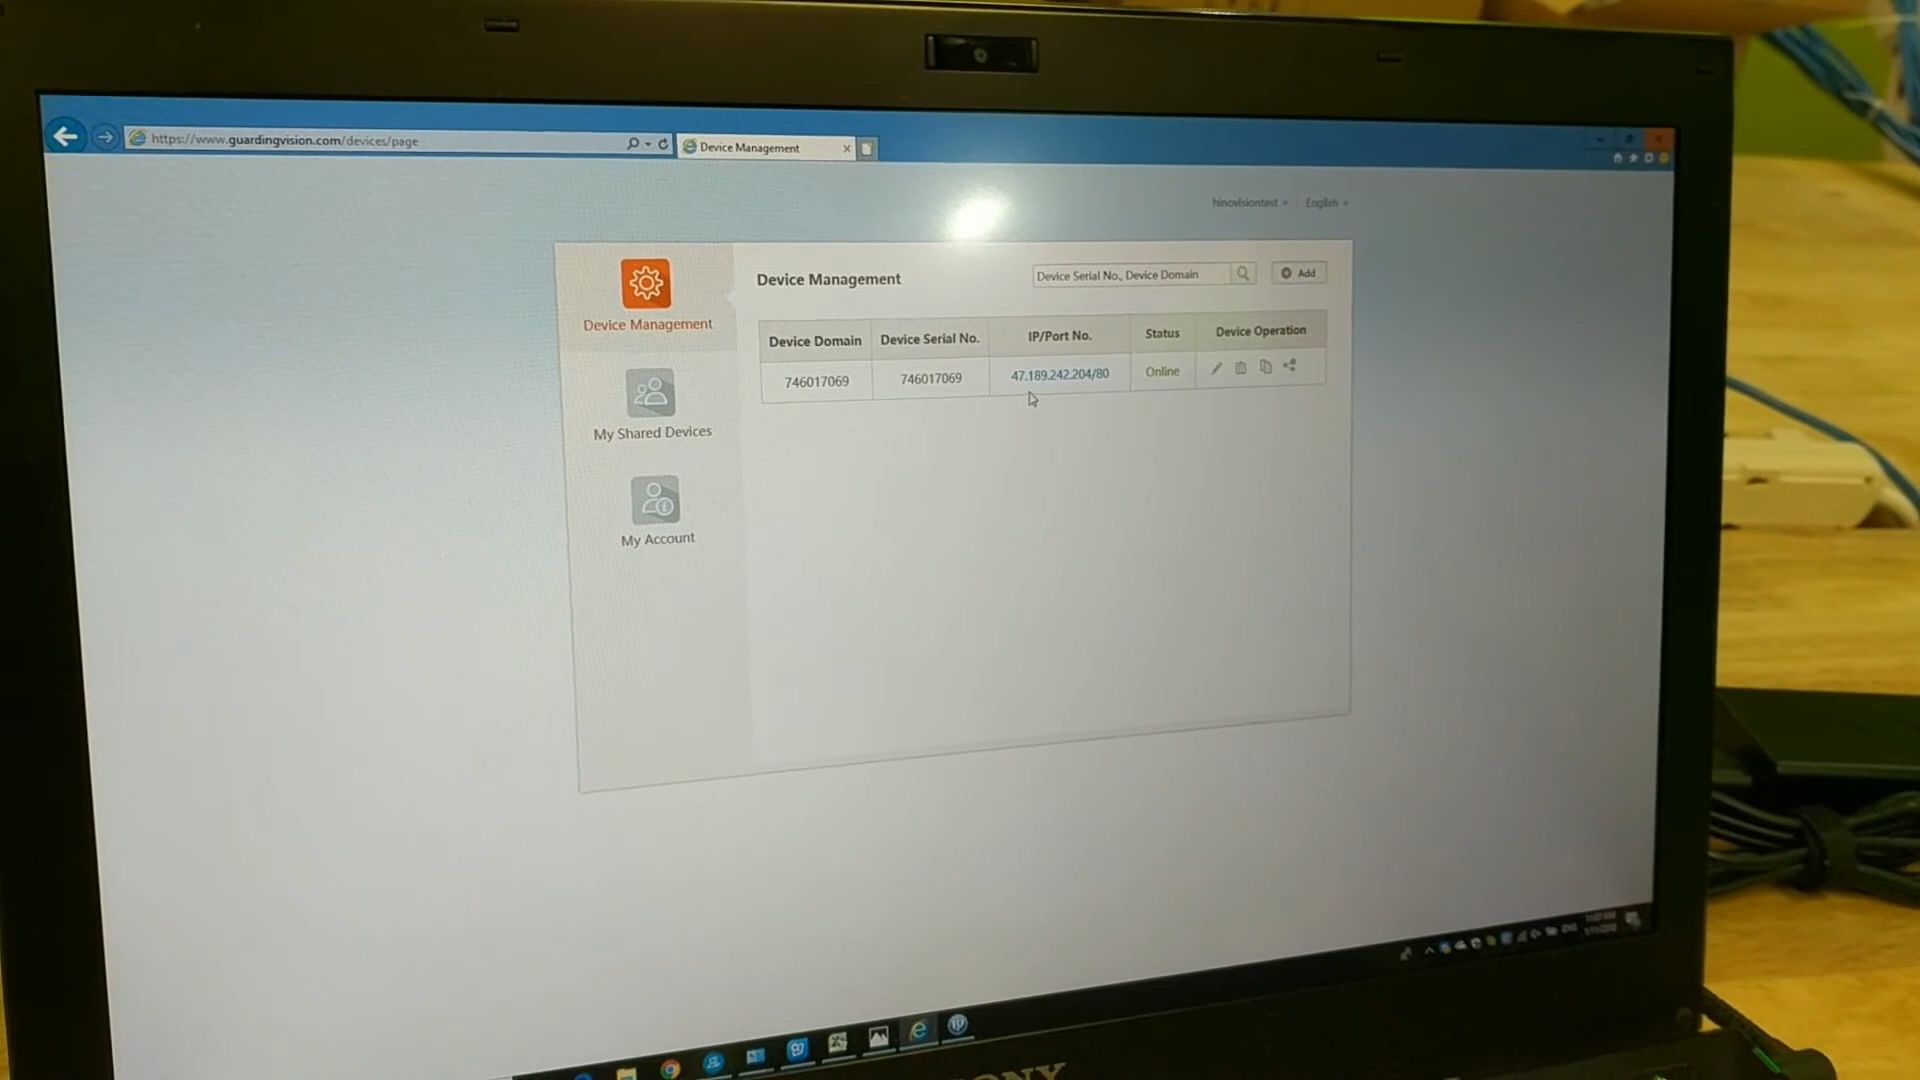 https://www.guardingvision.com/devices/page
Device Management
hinovisiontest
English
Device Management
Device Serial No., Device Domain
Add
Device Management
Device Domain
Device Serial No.
IP/Port No.
Status
Device Operation
746017069
746017069
47.189.242.204/80
Online
My Shared Devices
My Account